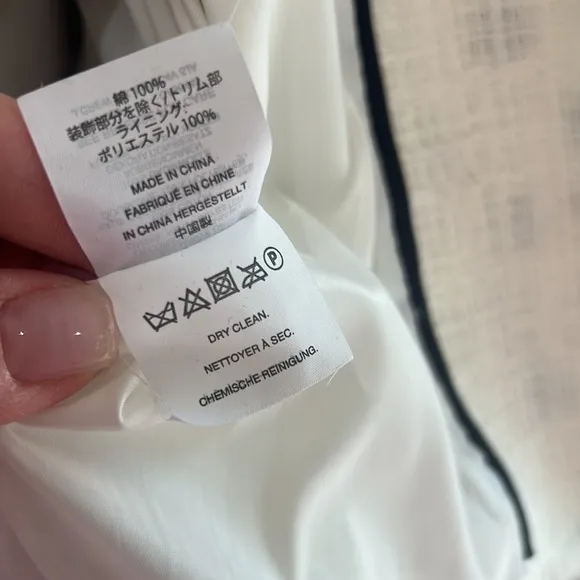 綿 100%
装飾部分を除く/トリム部
ライニング:
ポリエステル 100%
MADE IN CHINA
FABRIQUÉ EN CHINE
IN CHINA HERGESTELLT
中国製
P
DRY CLEAN.
NETTOYER À SEC.
CHEMISCHE REINIGUNG.